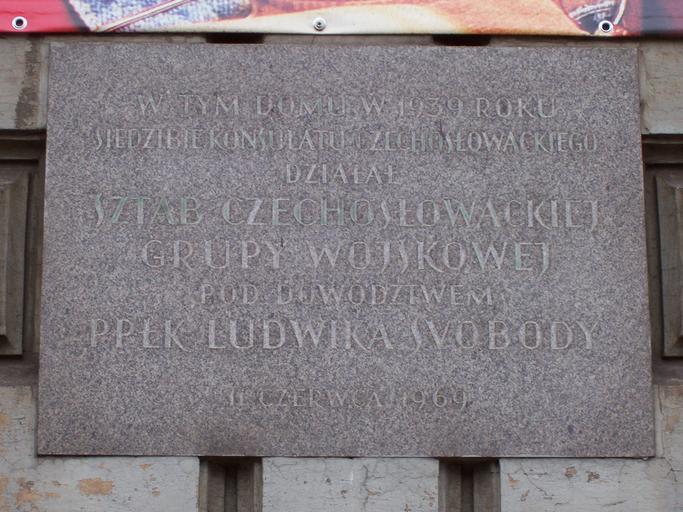 W TYM DOMU W 1939 ROKU
SIEDZIBIE KONSULATU CZECHOSŁOWACKIEGO
DZIAŁAŁ
SZTAB CZECHOSŁOWACKIEJ
GRUPY WOJSKOWEJ
POD DOWÓDZTWEM
PPŁK LUDWIKA SVOBODY
11 CZERWCA 1969